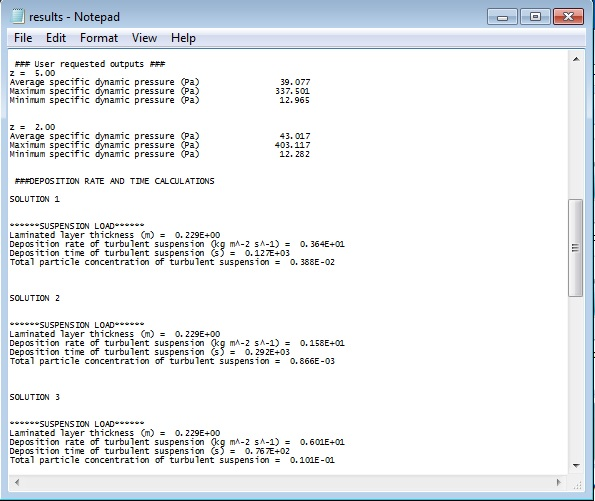 results - Notepad
File Edit Format View Help
### User requested outputs ###
z = 5.00
Average specific dynamic pressure (Pa) 39.077
Maximum specific dynamic pressure (Pa) 337.501
Minimum specific dynamic pressure (Pa) 12.965
z = 2.00
Average specific dynamic pressure (Pa) 43.017
Maximum specific dynamic pressure (Pa) 403.117
Minimum specific dynamic pressure (Pa) 12.282
###DEPOSITION RATE AND TIME CALCULATIONS
SOLUTION 1
******SUSPENSION LOAD******
Laminated layer thickness (m) = 0.229E+00
Deposition rate of turbulent suspension (kg m^-2 s^-1) = 0.364E+01
Deposition time of turbulent suspension (s) = 0.127E+03
Total particle concentration of turbulent suspension = 0.388E-02
SOLUTION 2
******SUSPENSION LOAD******
Laminated layer thickness (m) = 0.229E+00
Deposition rate of turbulent suspension (kg m^-2 s^-1) = 0.158E+01
Deposition time of turbulent suspension (s) = 0.292E+03
Total particle concentration of turbulent suspension = 0.866E-03
SOLUTION 3
******SUSPENSION LOAD******
Laminated layer thickness (m) = 0.229E+00
Deposition rate of turbulent suspension (kg m^-2 s^-1) = 0.601E+01
Deposition time of turbulent suspension (s) = 0.767E+02
Total particle concentration of turbulent suspension = 0.101E-01